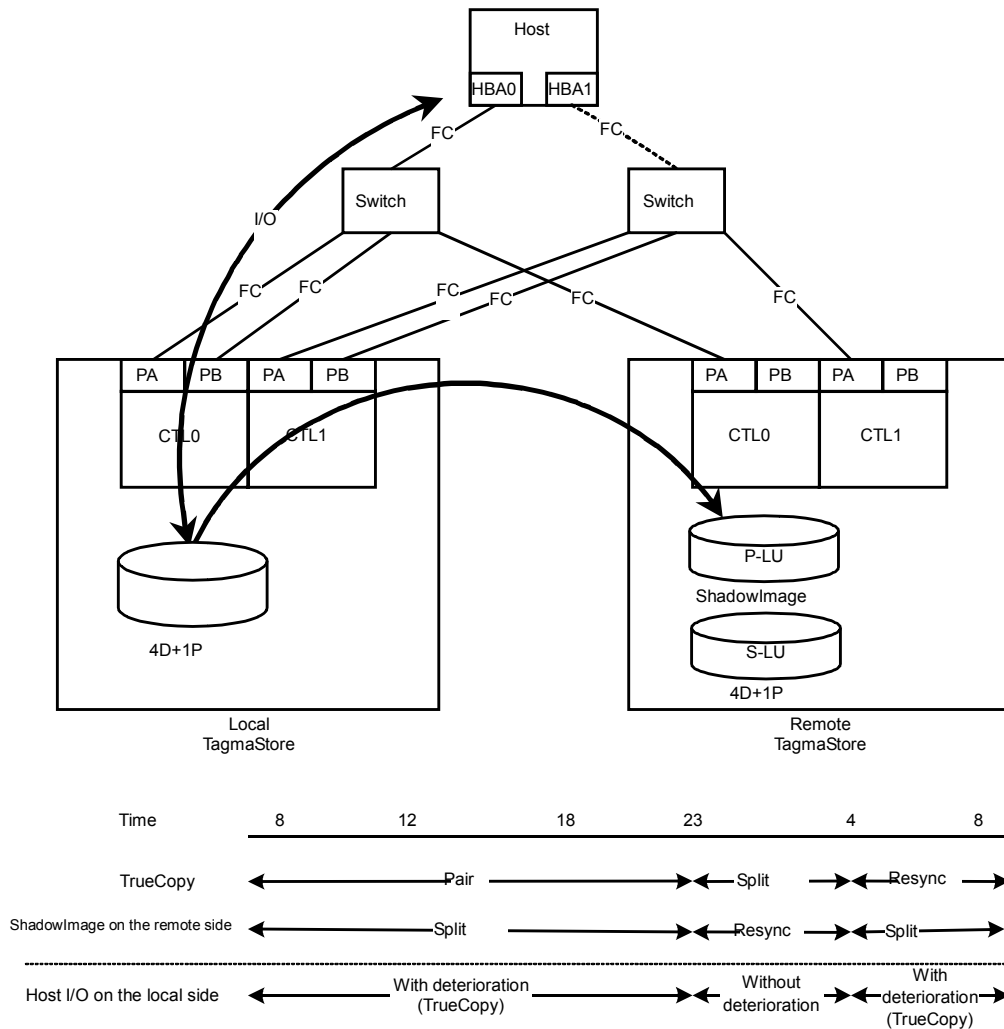 Host
HBA0 HBA1
FC FC
Switch Switch
I/O
FC FC FC FC FC FC
PA PB PA PB PA PB PA PB
CTL0 CTL1 CTL0 CTL1
P-LU
ShadowImage
S-LU
4D+1P
4D+1P
Local
TagmaStore
Remote
TagmaStore
Time 8 12 18 23 4 8
TrueCopy Pair Split Resync
ShadowImage on the remote side Split Resync Split
Host I/O on the local side
With deterioration
(TrueCopy)
Without
deterioration
With
deterioration
(TrueCopy)